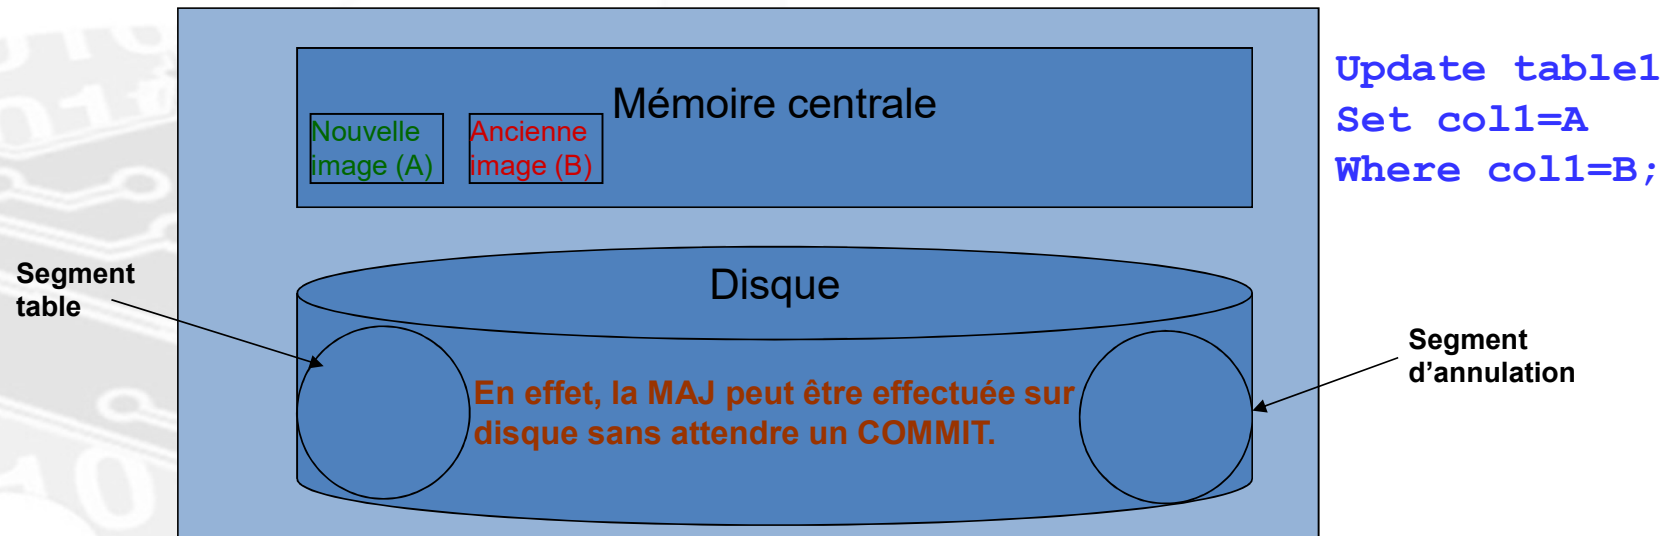 Mémoire centrale
Nouvelle
image (A)
Ancienne
image (B)
Update table1
Set col1=A
Where col1=B;
Segment
table
Disque
En effet, la MAJ peut être effectuée sur
disque sans attendre un COMMIT.
Segment
d’annulation